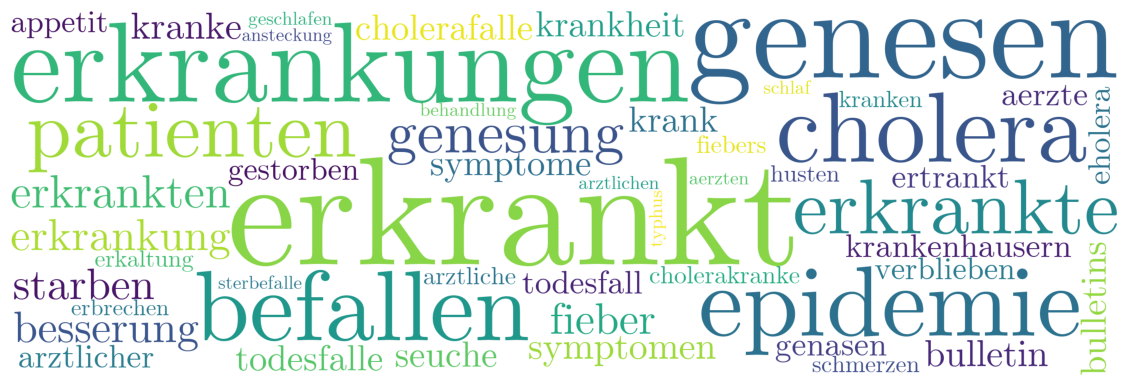 appetit
kranke
geschlafen
ansteckung
cholerafalle
krankheit
genesen
erkrankungen
schlaf
kranken
aerzte
eholera
patienten
behandlung
genesung
krank
fiebers
cholera
gestorben
symptome
arztlichen
aerzten
husten
ertrankt
erkrankten
erkrankt
typhus
erkrankte
erkrankung
erkaltung
krankenhausern
starben
sterbefalle
arztliche
todesfall
cholerakranke
verblieben
bulletins
erbrechen
besserung
befallen
fieber
epidemie
arztlicher
todesfalle
seuche
symptomen
genasen
schmerzen
bulletin